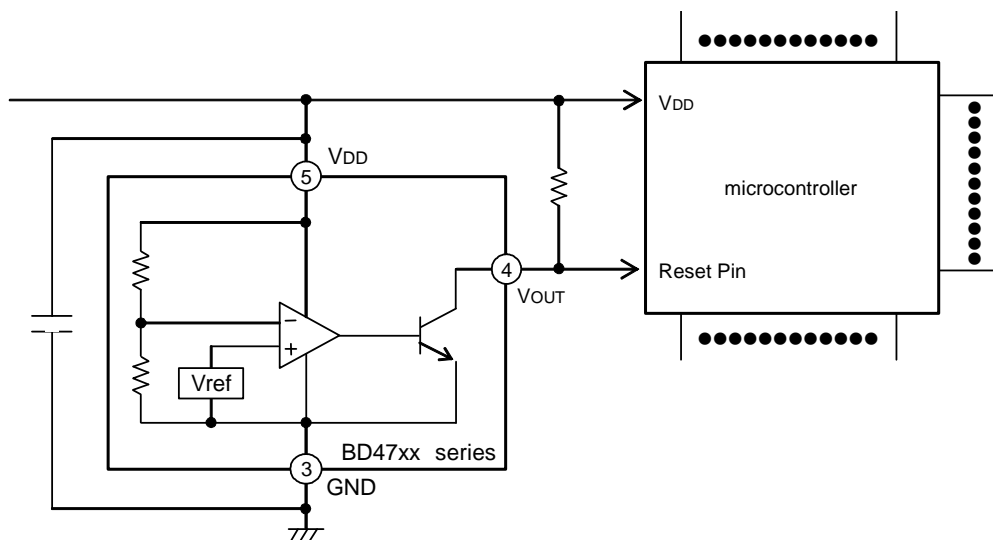 VDD
VDD
5
microcontroller
4
Reset Pin
VOUT
−
+
Vref
BD47xx series
3
GND